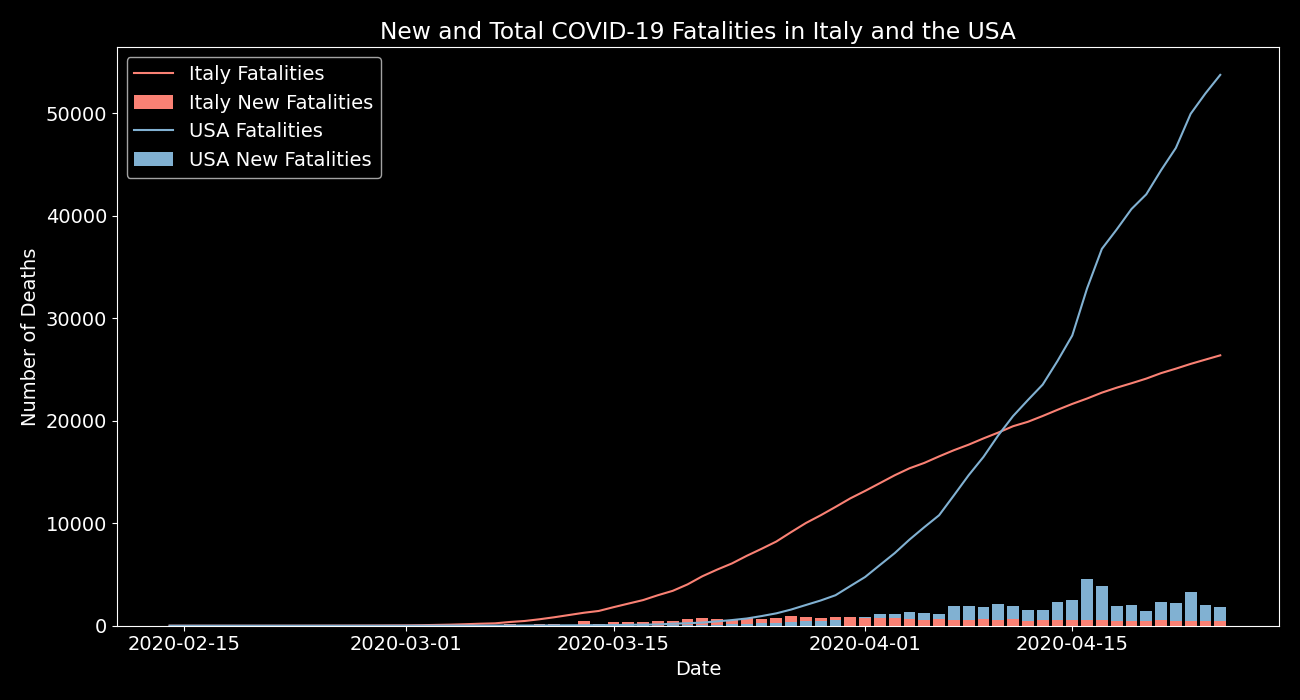 New and Total COVID-19 Fatalities in Italy and the USA
Italy Fatalities
Italy New Fatalities
USA Fatalities
USA New Fatalities
Number of Deaths
50000
40000
30000
20000
10000
0
2020-02-15
2020-03-01
2020-03-15
2020-04-01
2020-04-15
Date